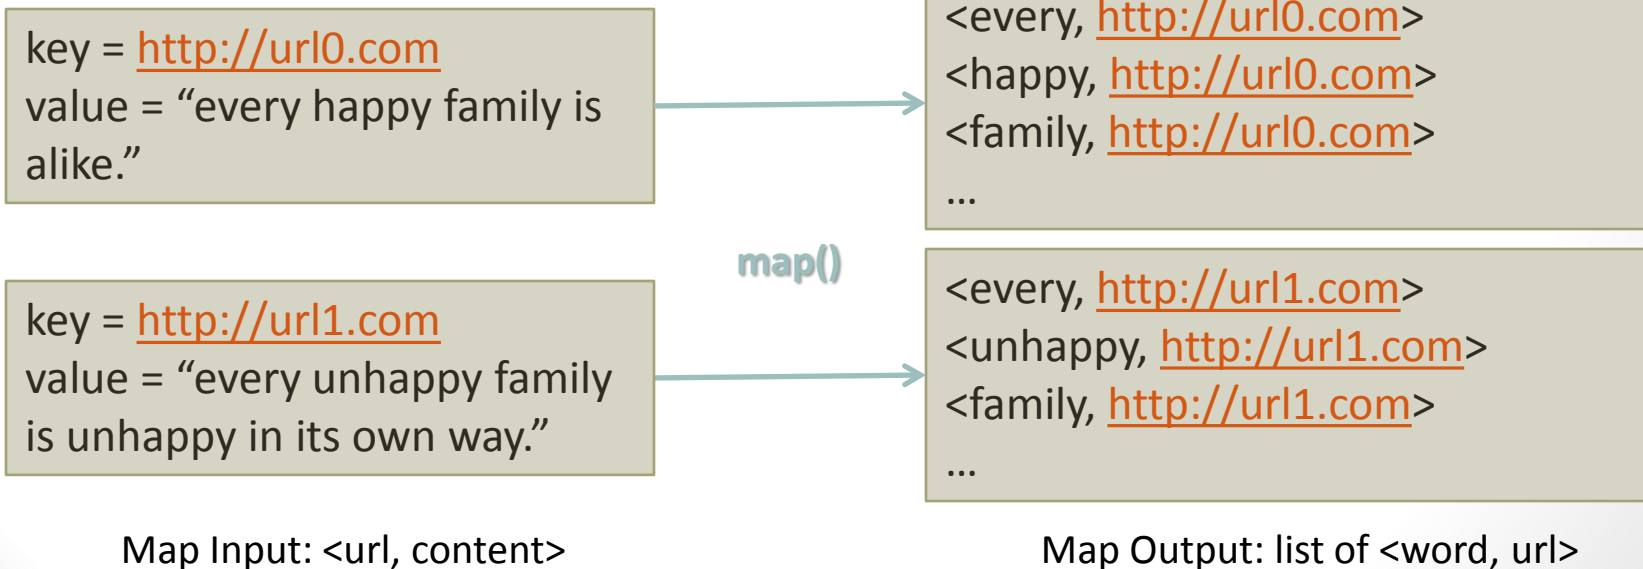 key = http://url0.com
value = “every happy family is
alike.”
<every, http://url0.com>
<happy, http://url0.com>
<family, http://url0.com>
...
map()
key = http://url1.com
value = “every unhappy family
is unhappy in its own way.”
<every, http://url1.com>
<unhappy, http://url1.com>
<family, http://url1.com>
...
Map Input: <url, content>
Map Output: list of <word, url>